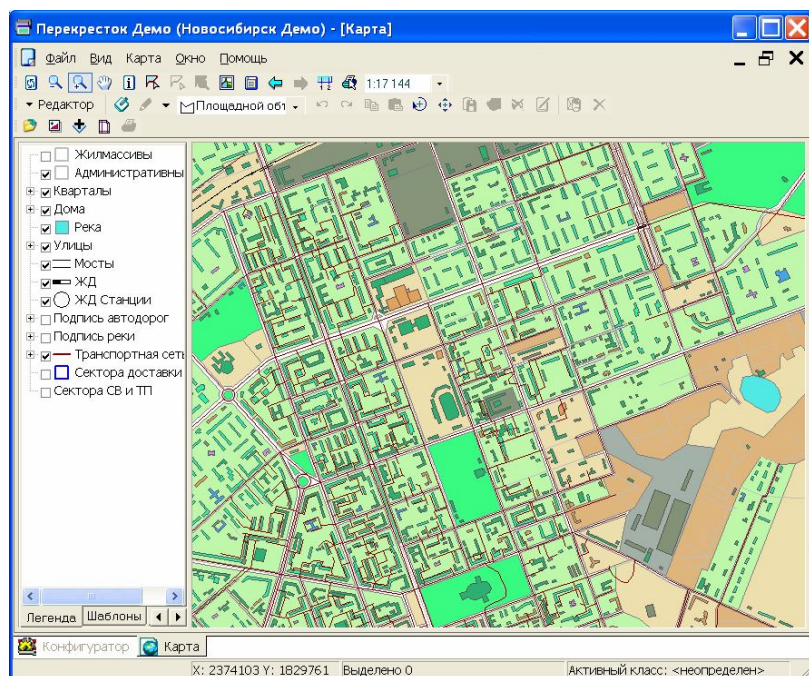 Перекресток Демо (Новосибирск Демо) - [Карта]
Файл Вид Карта Окно Помощь
1:17 144
Редактор Площадной объ
Жилмассивы
Административны
Кварталы
Дома
Река
Улицы
Мосты
ЖД
ЖД Станции
Подпись автодорог
Подпись реки
Транспортная сеть
Сектора доставки
Сектора СВ и ТП
Легенда Шаблоны
Конфигуратор Карта
X: 2374103 Y: 1829761 Выделено 0 Активный класс: <неопределен>